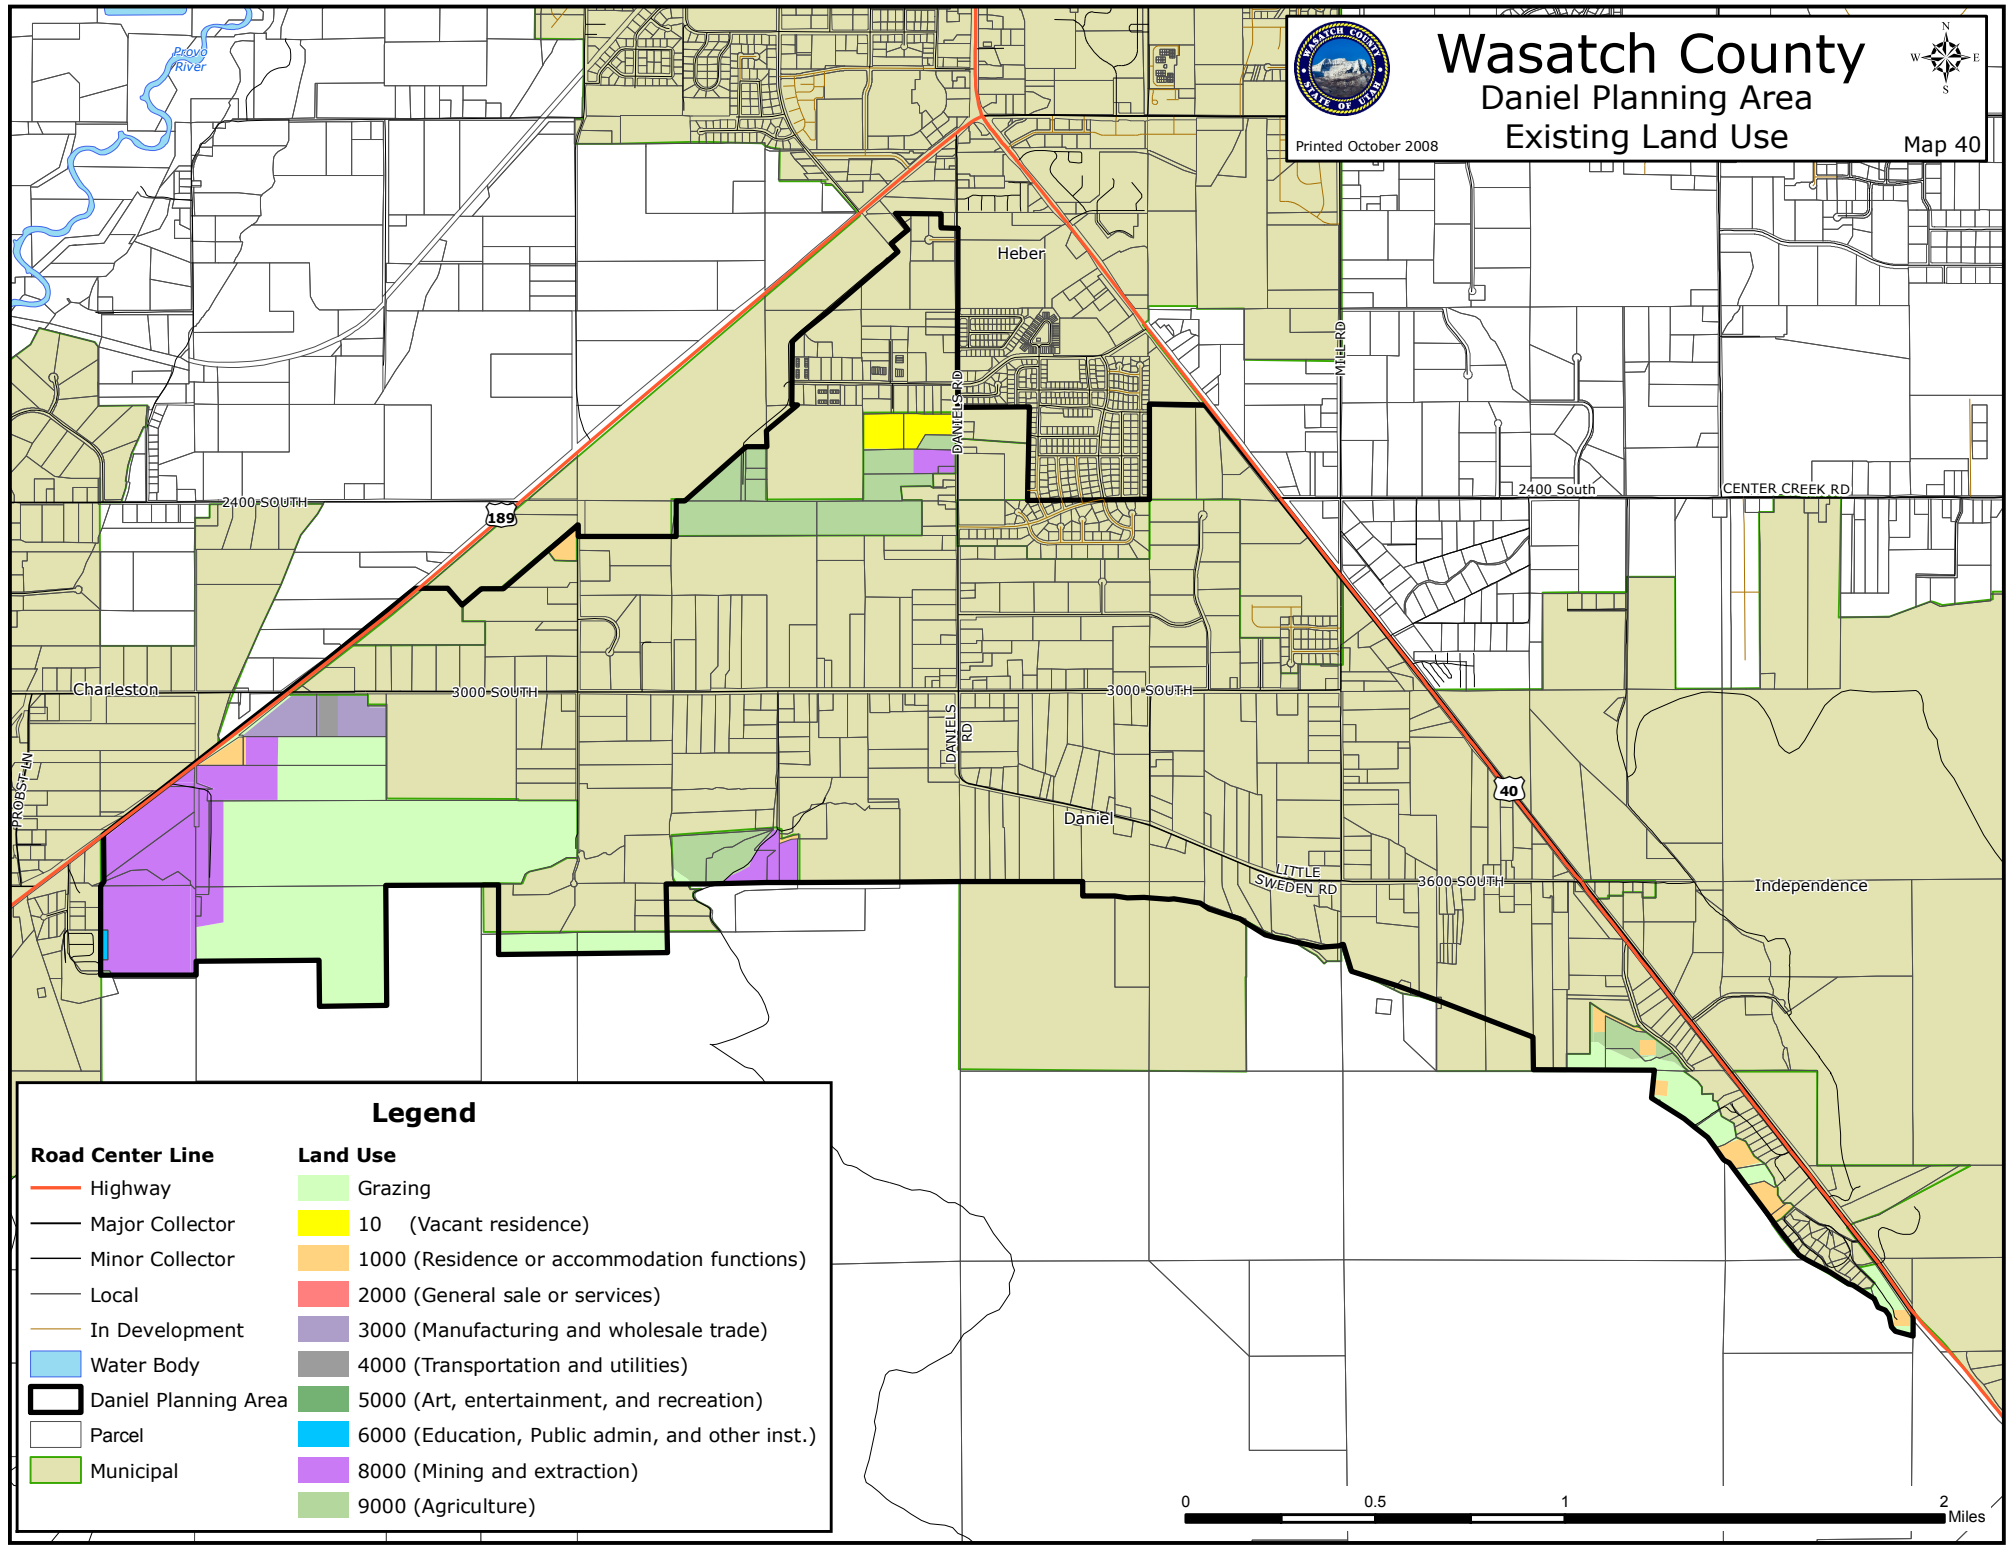 Wasatch County
Daniel Planning Area
Existing Land Use
Printed October 2008
Map 40
WASATCH COUNTY
STATE OF UTAH
N
W
E
S
Provo
River
Heber
MILL RD
DANIELS RD
2400 SOUTH
189
2400 South
CENTER CREEK RD
Charleston
3000 SOUTH
3000 SOUTH
DANIELS
RD
PROBST LN
40
Daniel
LITTLE
SWEDEN RD
3600 SOUTH
Independence
Legend
Road Center Line
Highway
Major Collector
Minor Collector
Local
In Development
Water Body
Daniel Planning Area
Parcel
Municipal
Land Use
Grazing
10 (Vacant residence)
1000 (Residence or accommodation functions)
2000 (General sale or services)
3000 (Manufacturing and wholesale trade)
4000 (Transportation and utilities)
5000 (Art, entertainment, and recreation)
6000 (Education, Public admin, and other inst.)
8000 (Mining and extraction)
9000 (Agriculture)
0 0.5 1 2
Miles